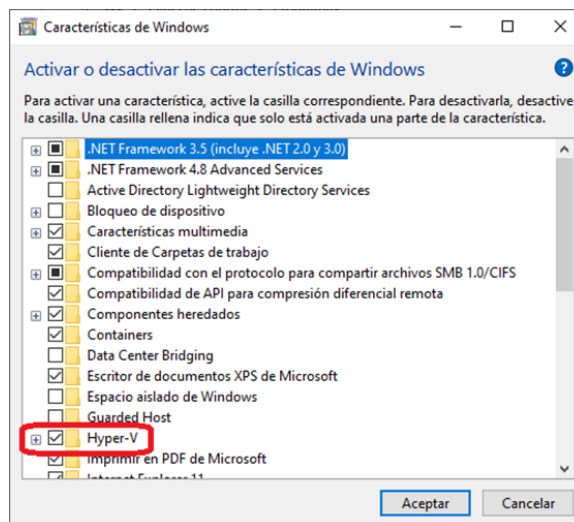 Características de Windows
Activar o desactivar las características de Windows
Para activar una característica, active la casilla correspondiente. Para desactivarla, desactive
la casilla. Una casilla rellena indica que solo está activada una parte de la característica.
.NET Framework 3.5 (incluye .NET 2.0 y 3.0)
.NET Framework 4.8 Advanced Services
Active Directory Lightweight Directory Services
Bloqueo de dispositivo
Características multimedia
Cliente de Carpetas de trabajo
Compatibilidad con el protocolo para compartir archivos SMB 1.0/CIFS
Compatibilidad de API para compresión diferencial remota
Componentes heredados
Containers
Data Center Bridging
Escritor de documentos XPS de Microsoft
Espacio aislado de Windows
Guarded Host
Hyper-V
Imprimir en PDF de Microsoft
Internet Explorer 11
Aceptar Cancelar